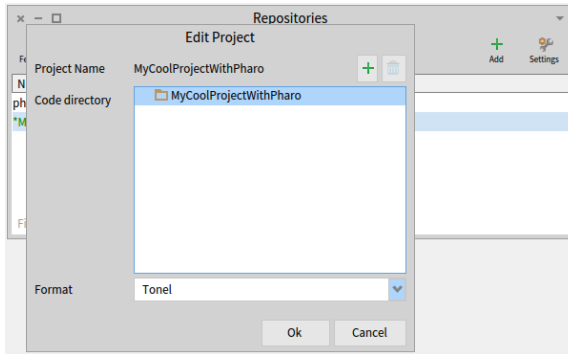 Repositories
Edit Project
Add
Settings
Project Name
MyCoolProjectWithPharo
Code directory
MyCoolProjectWithPharo
Format
Tonel
Ok
Cancel